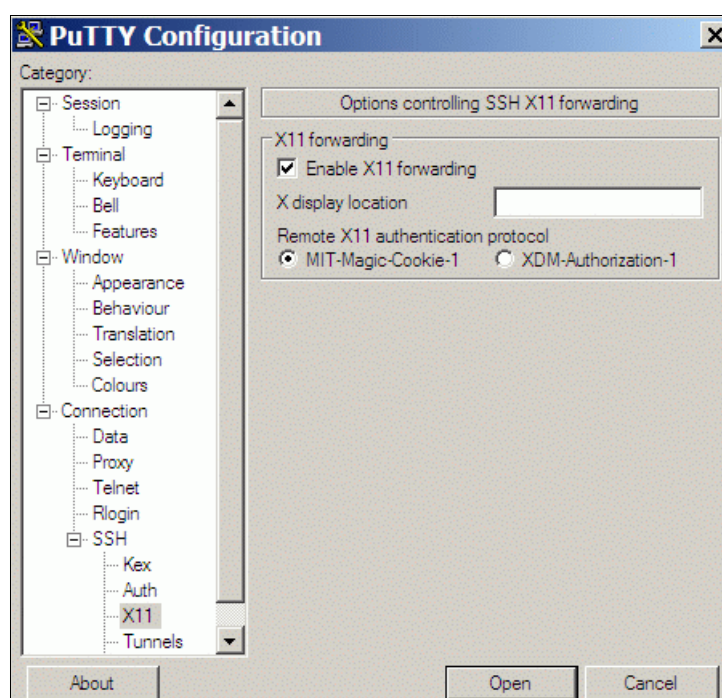 PuTTY Configuration
Category:
Session
Logging
Terminal
Keyboard
Bell
Features
Window
Appearance
Behaviour
Translation
Selection
Colours
Connection
Data
Proxy
Telnet
Rlogin
SSH
Kex
Auth
X11
Tunnels
Options controlling SSH X11 forwarding
X11 forwarding
Enable X11 forwarding
X display location
Remote X11 authentication protocol
MIT-Magic-Cookie-1 XDM-Authorization-1
About Open Cancel